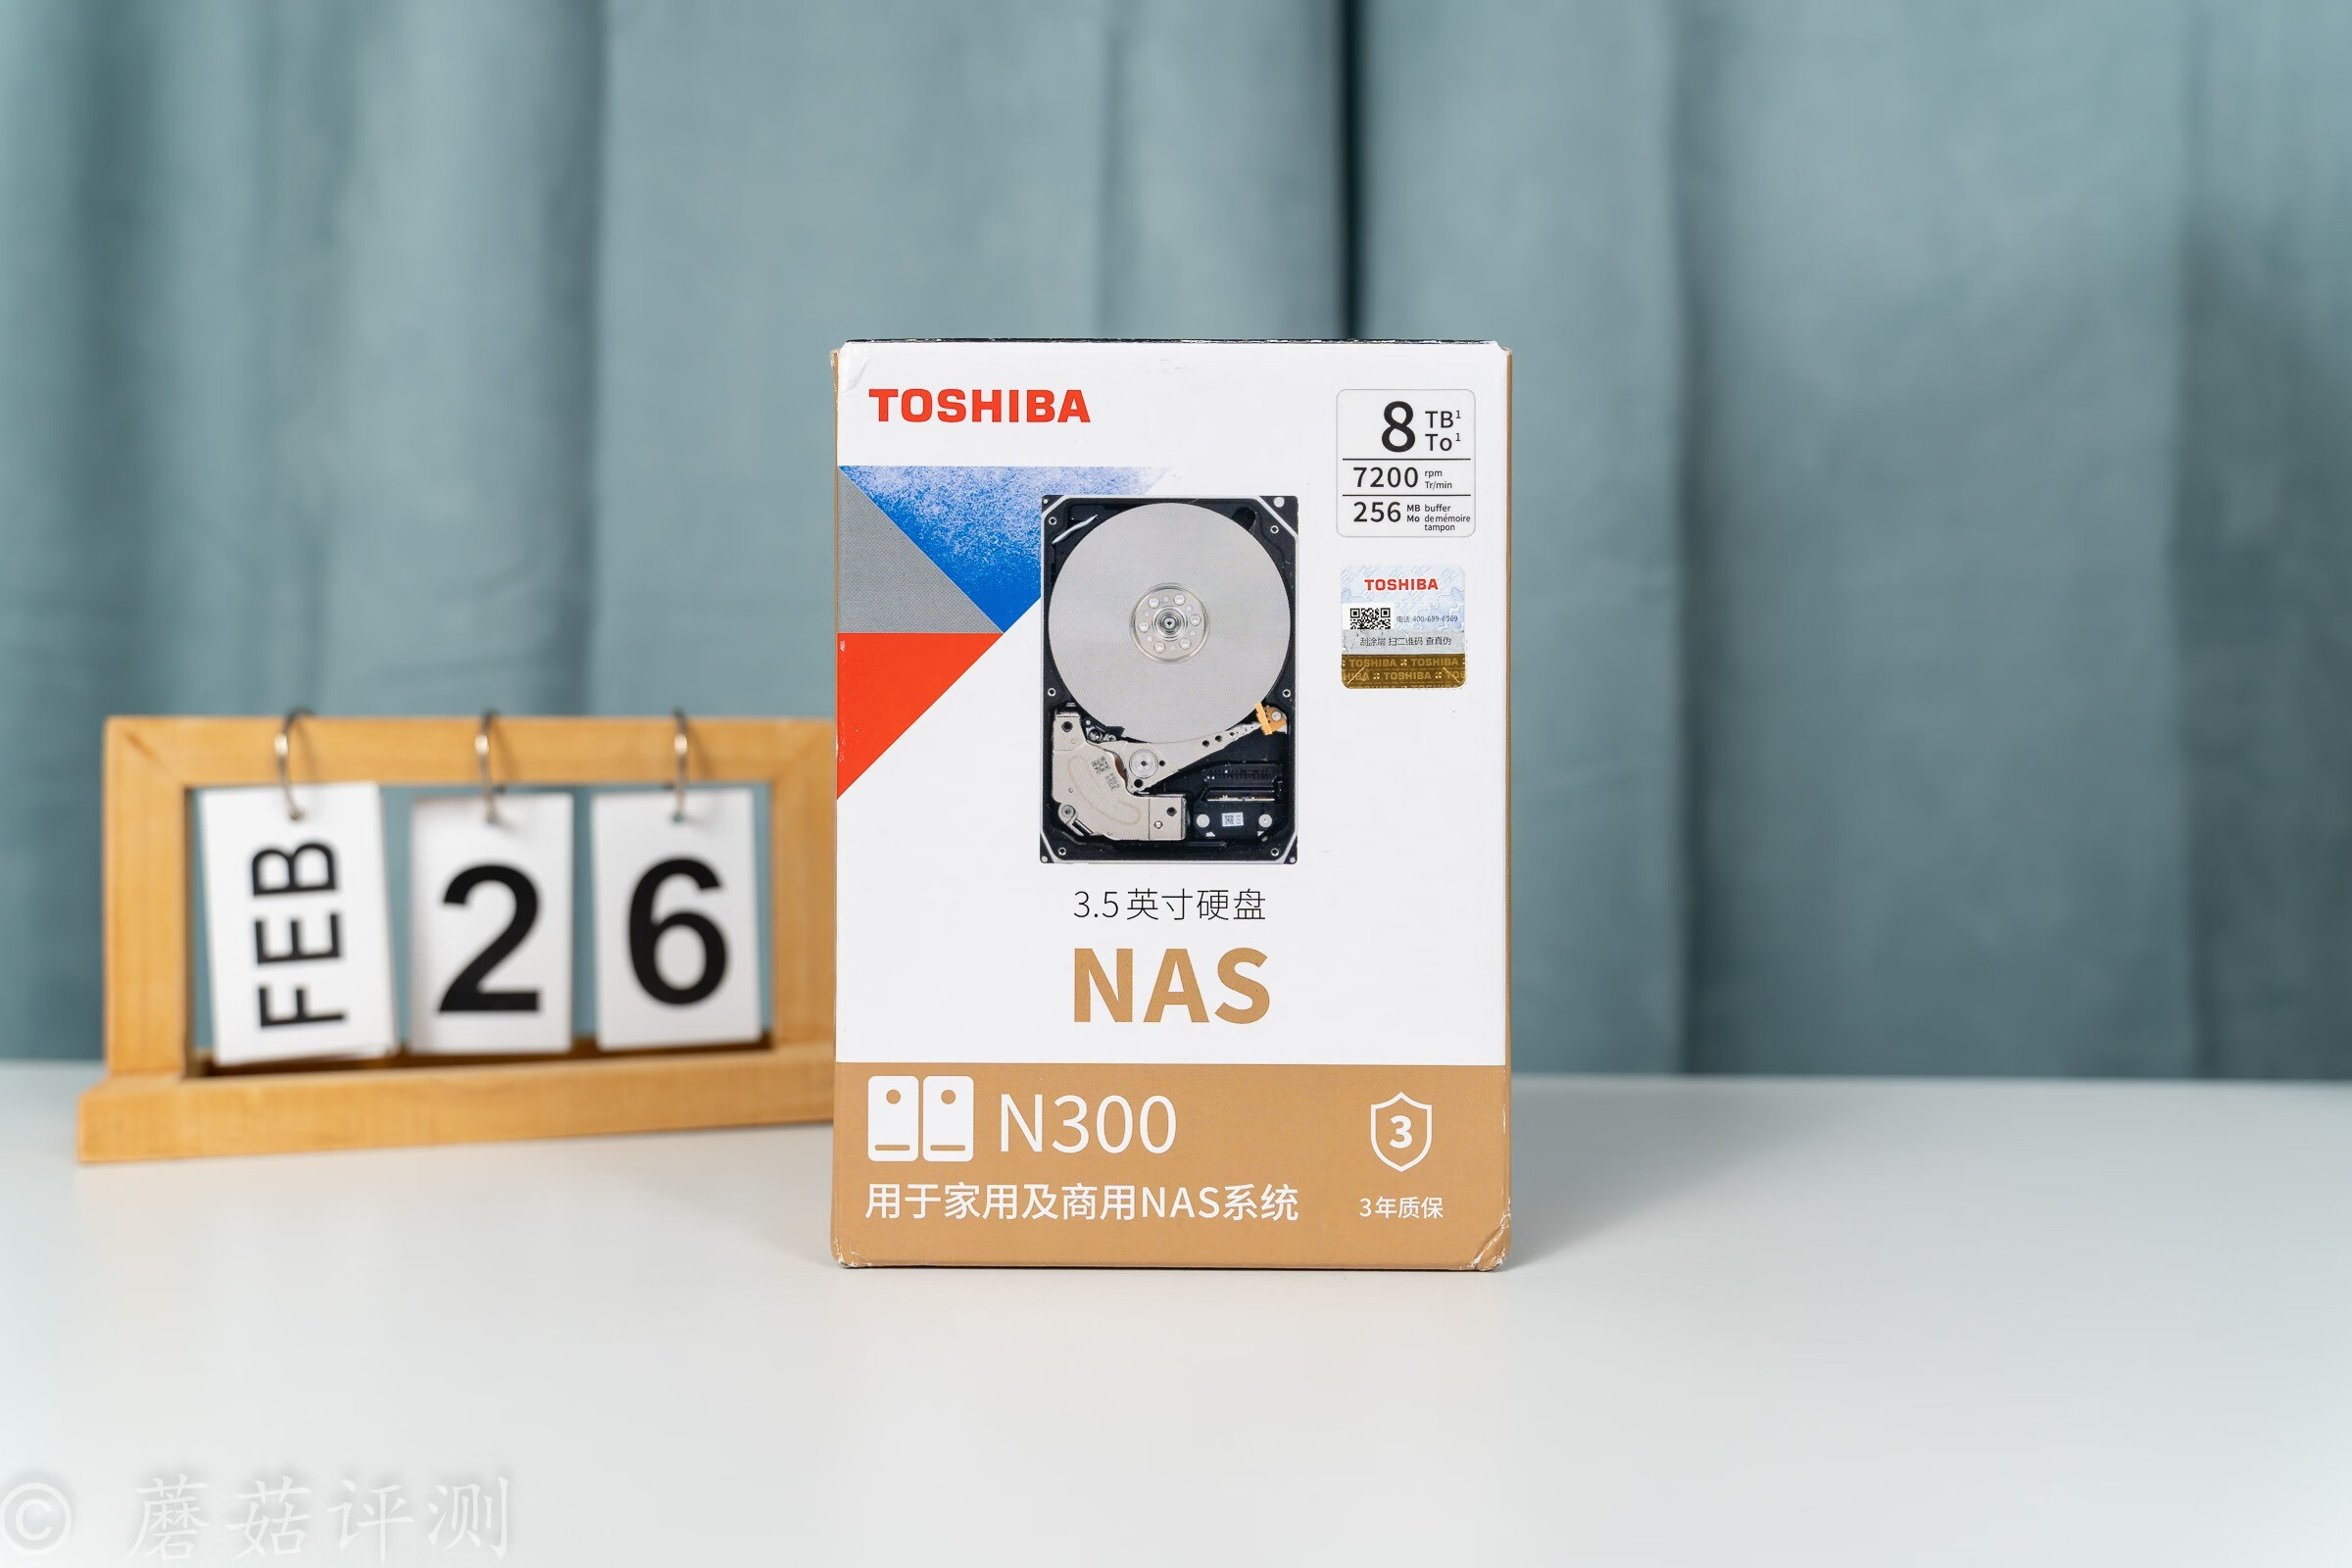 TOSHIBA
8 TB¹
To¹
7200 rpm
Tr/min
256 MB buffer
Mo de mémoire
tampon
TOSHIBA
刮涂层 扫二维码 查真伪
TOSHIBA TOSHIBA
TOSHIBA
3.5英寸硬盘
NAS
N300
3
用于家用及商用NAS系统
3年质保
FEB
26
© 蘑菇评测